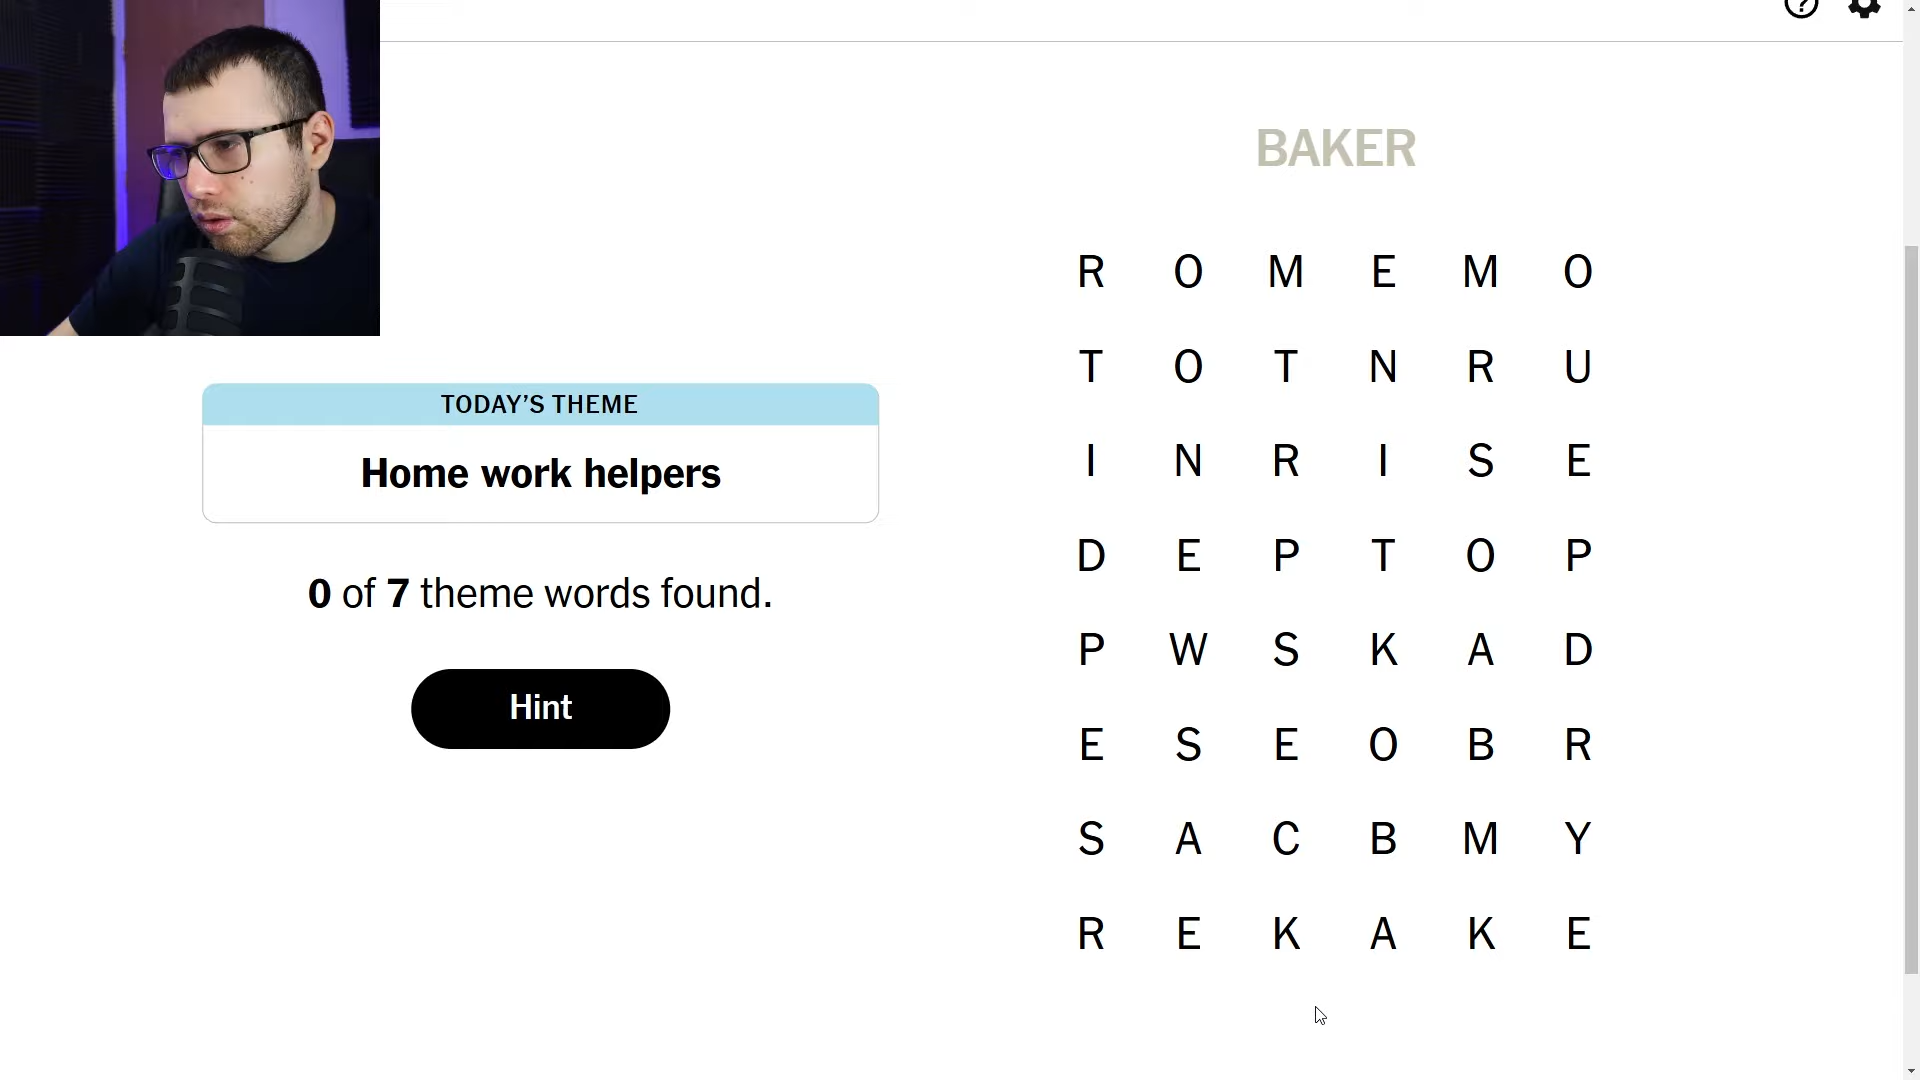 BAKER
R O M E M O
T O T N R U
I N R I S E
D E P T O P
P W S K A D
E S E O B R
S A C B M Y
R E K A K E
TODAY'S THEME
Home work helpers
0 of 7 theme words found.
Hint